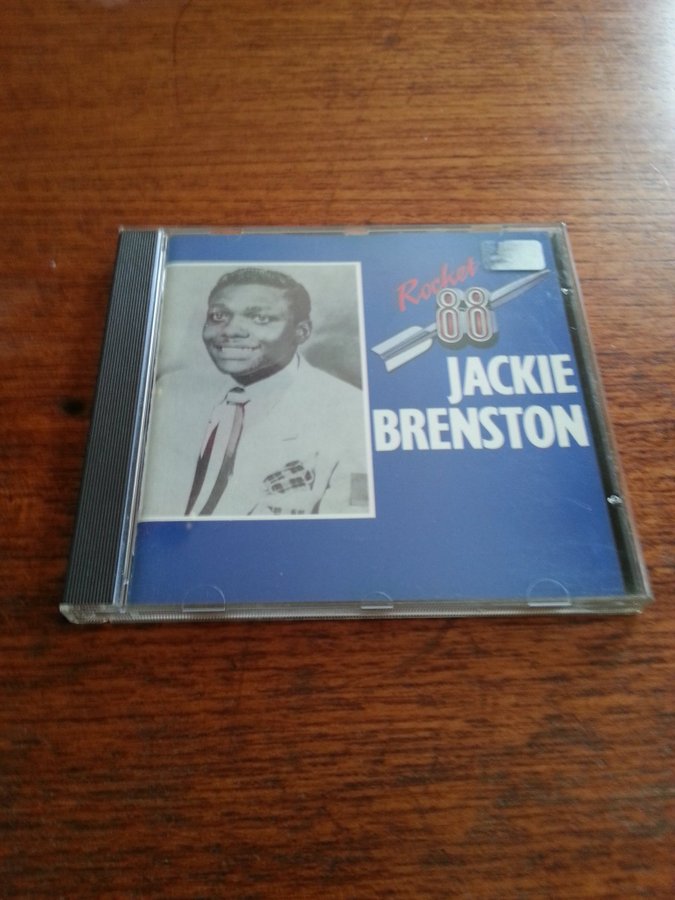 Rocket
88
JACKIE
BRENSTON